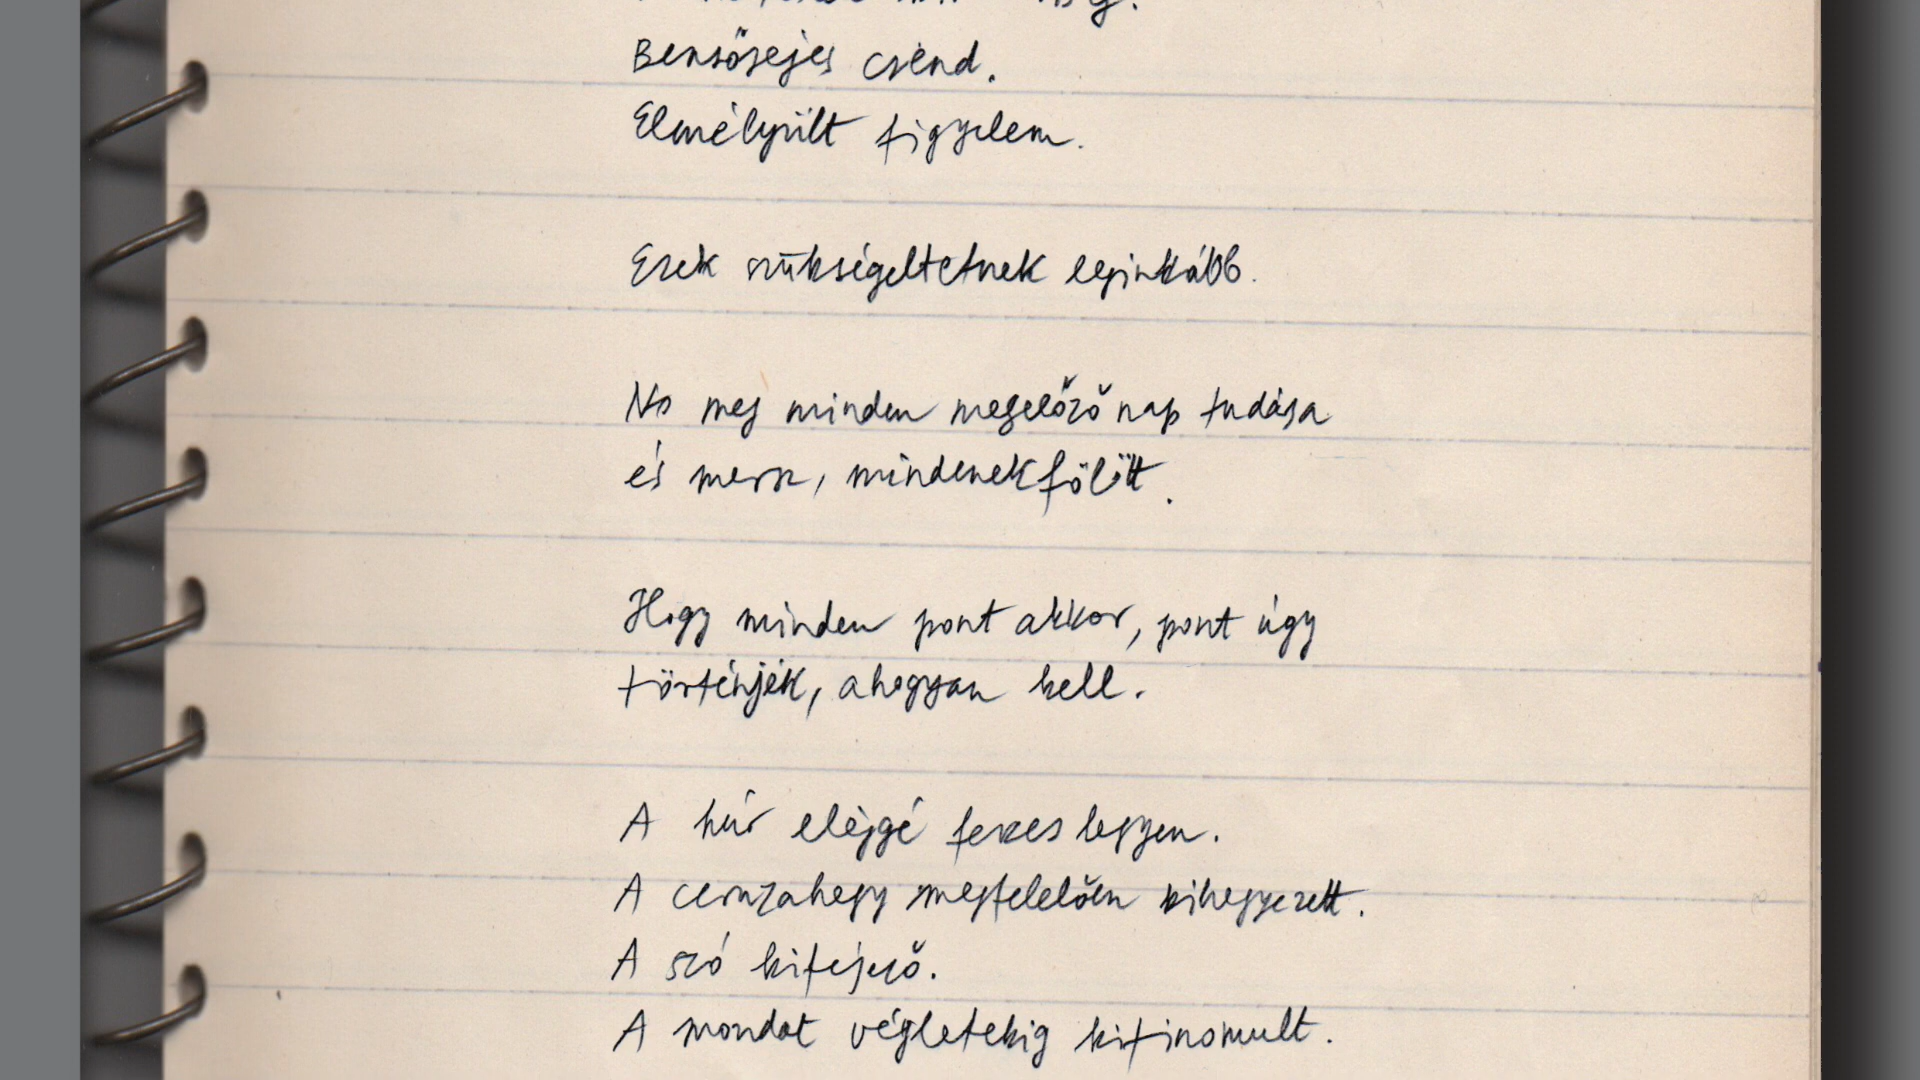 Bensőséges csend.
Elmélyült figyelem.
Ezek szükségeltetnek leginkább.
No meg minden megelőző nap tudása
és mersz, mindenekfölött.
Hogy minden pont akkor, pont úgy
történjék, ahogyan kell.
A húr eléggé feszes legyen.
A ceruzahegy megfelelően kihegyezett.
A szó kifejező.
A mondat végletekig kifinomult.